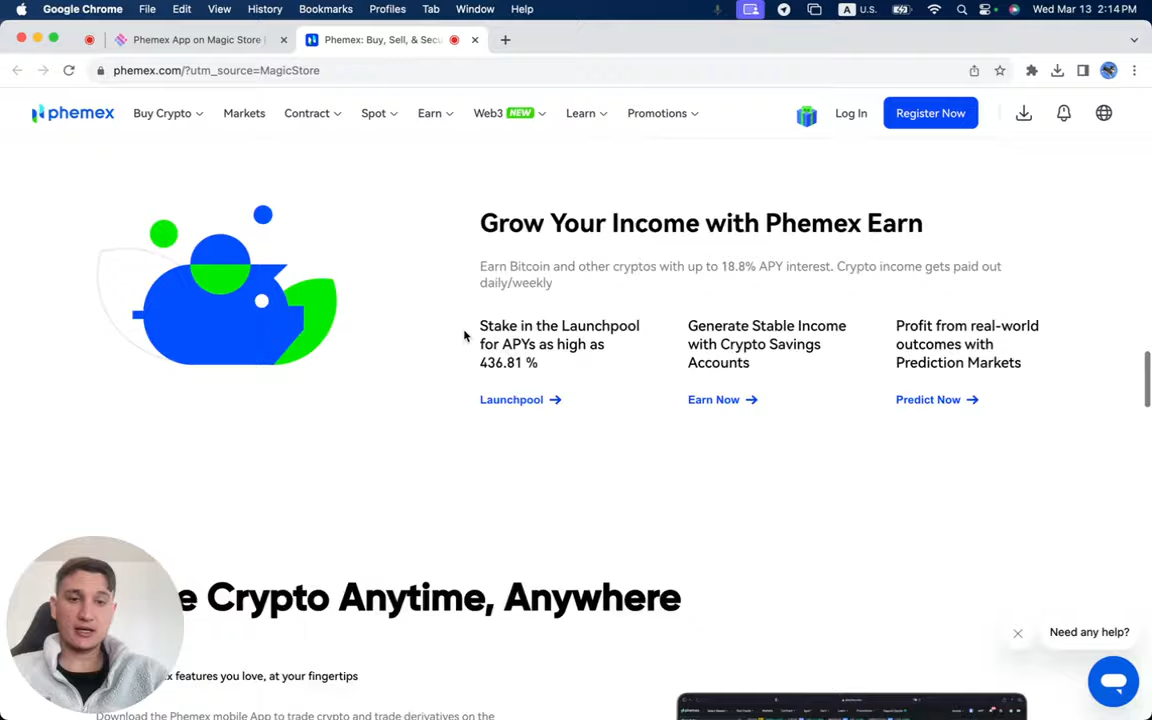 Google Chrome File Edit View History Bookmarks Profiles Tab Window Help A U.S. Wed Mar 13 2:14 PM
Phemex App on Magic Store Phemex: Buy, Sell, & Secu
phemex.com/?utm_source=MagicStore
phemex Buy Crypto Markets Contract Spot Earn Web3 NEW Learn Promotions Log In Register Now
Grow Your Income with Phemex Earn
Earn Bitcoin and other cryptos with up to 18.8% APY interest. Crypto income gets paid out
daily/weekly
Stake in the Launchpool
for APYs as high as
436.81 %
Launchpool →
Generate Stable Income
with Crypto Savings
Accounts
Earn Now →
Profit from real-world
outcomes with
Prediction Markets
Predict Now →
e Crypto Anytime, Anywhere
Need any help?
x features you love, at your fingertips
Download the Phemex mobile App to trade crypto and trade derivatives on the